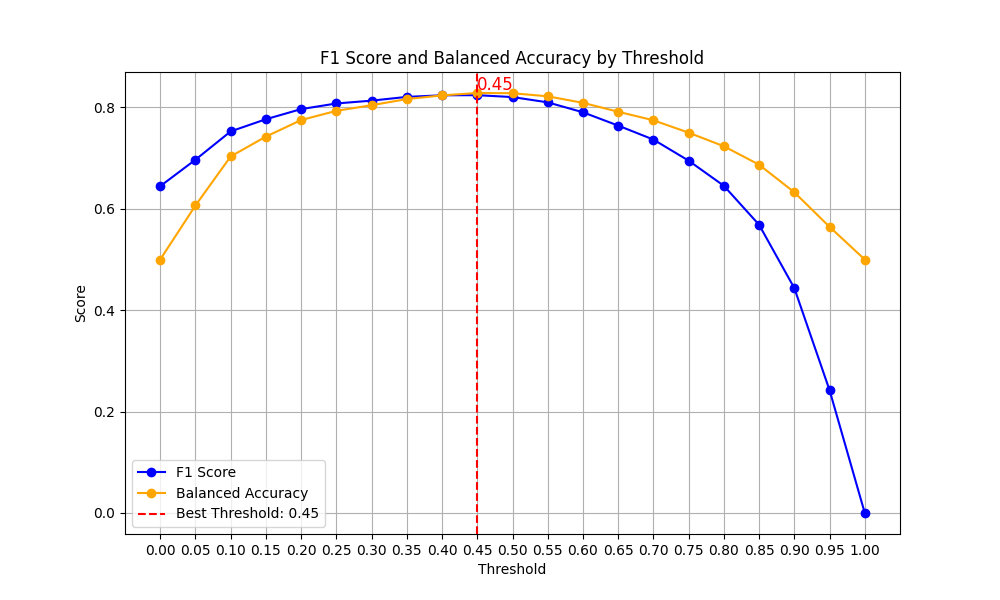 F1 Score and Balanced Accuracy by Threshold
0.45
0.8
0.6
0.4
0.2
0.0
Score
F1 Score
Balanced Accuracy
Best Threshold: 0.45
0.00 0.05 0.10 0.15 0.20 0.25 0.30 0.35 0.40 0.45 0.50 0.55 0.60 0.65 0.70 0.75 0.80 0.85 0.90 0.95 1.00
Threshold